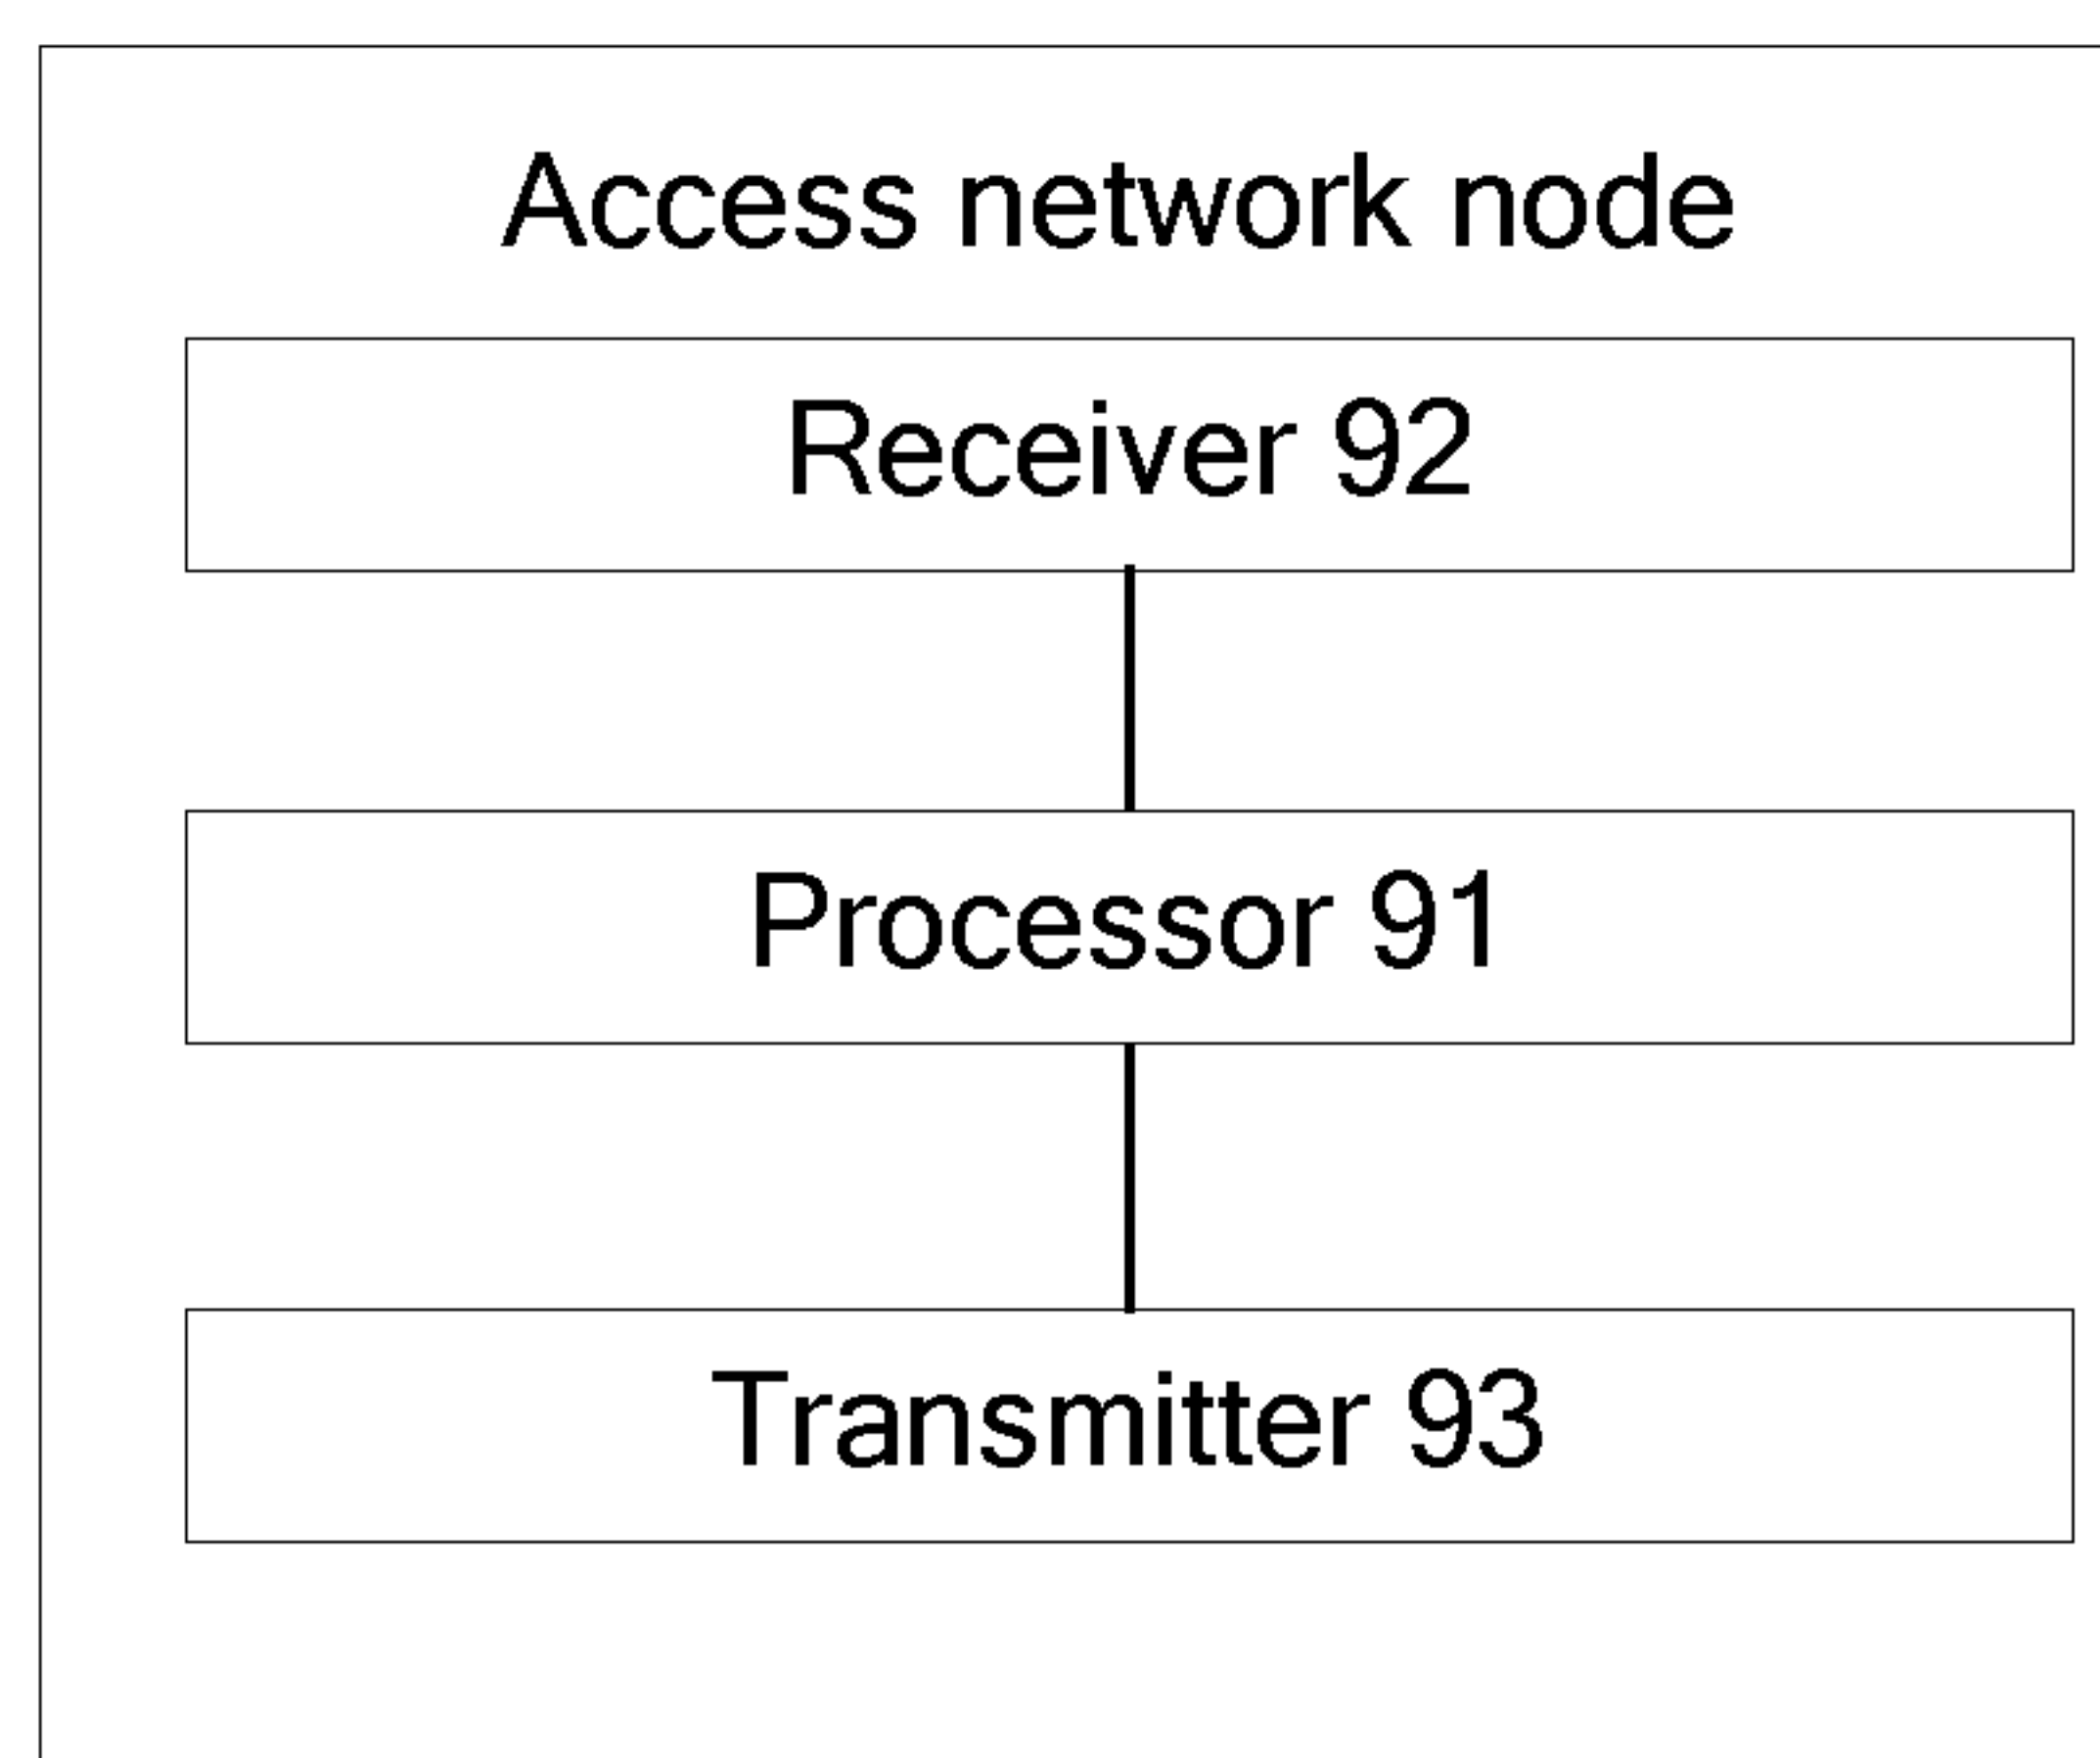 Access network node
Receiver 92
Processor 91
Transmitter 93